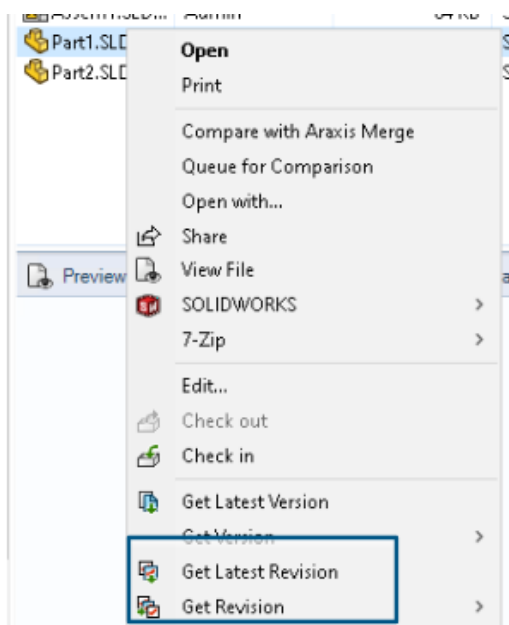 Part1.SLD
Part2.SLD
Open
Print
Compare with Araxis Merge
Queue for Comparison
Open with...
Share
Preview
View File
SOLIDWORKS
7-Zip
Edit...
Check out
Check in
Get Latest Version
Get Version
Get Latest Revision
Get Revision